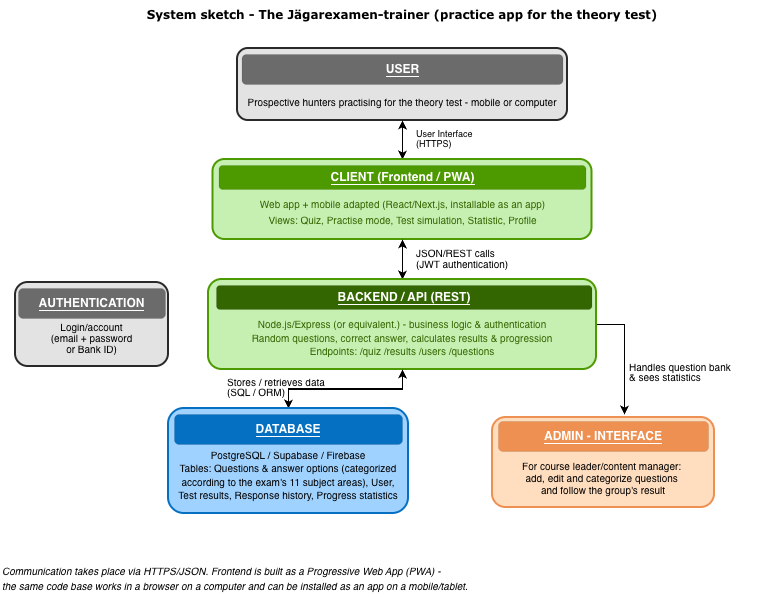 System sketch - The Jägarexamen-trainer (practice app for the theory test)
USER
Prospective hunters practising for the theory test - mobile or computer
User Interface
(HTTPS)
CLIENT (Frontend / PWA)
Web app + mobile adapted (React/Next.js, installable as an app)
Views: Quiz, Practise mode, Test simulation, Statistic, Profile
JSON/REST calls
(JWT authentication)
AUTHENTICATION
Login/account
(email + password
or Bank ID)
BACKEND / API (REST)
Node.js/Express (or equivalent.) - business logic & authentication
Random questions, correct answer, calculates results & progression
Endpoints: /quiz /results /users /questions
Handles question bank
& sees statistics
Stores / retrieves data
(SQL / ORM)
DATABASE
PostgreSQL / Supabase / Firebase
Tables: Questions & answer options (categorized
according to the exam's 11 subject areas), User,
Test results, Response history, Progress statistics
ADMIN - INTERFACE
For course leader/content manager:
add, edit and categorize questions
and follow the group's result
Communication takes place via HTTPS/JSON. Frontend is built as a Progressive Web App (PWA) -
the same code base works in a browser on a computer and can be installed as an app on a mobile/tablet.